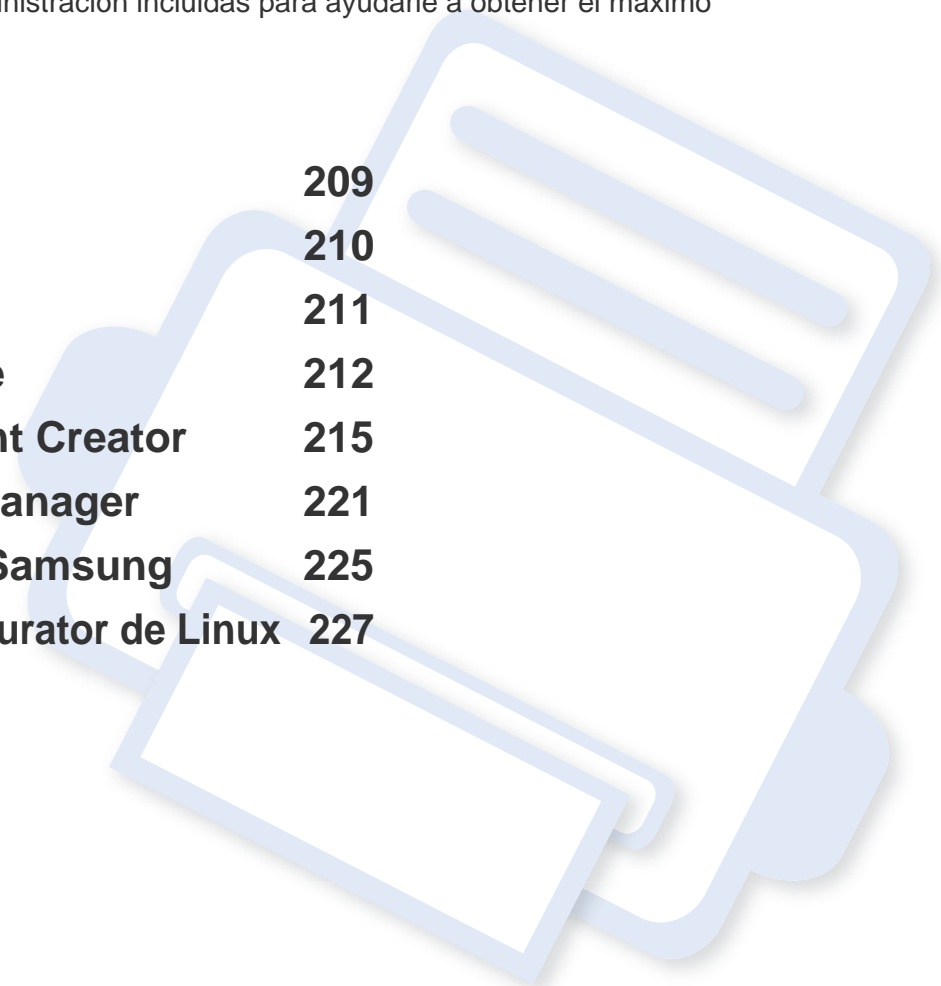 nistración incluidas para ayudarle a obtener el máximo
209
210
211
e 212
nt Creator 215
anager 221
Samsung 225
urator de Linux 227